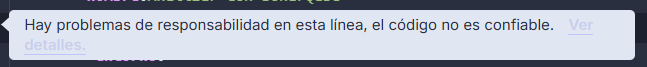 Hay problemas de responsabilidad en esta línea, el código no es confiable. Ver
detalles.